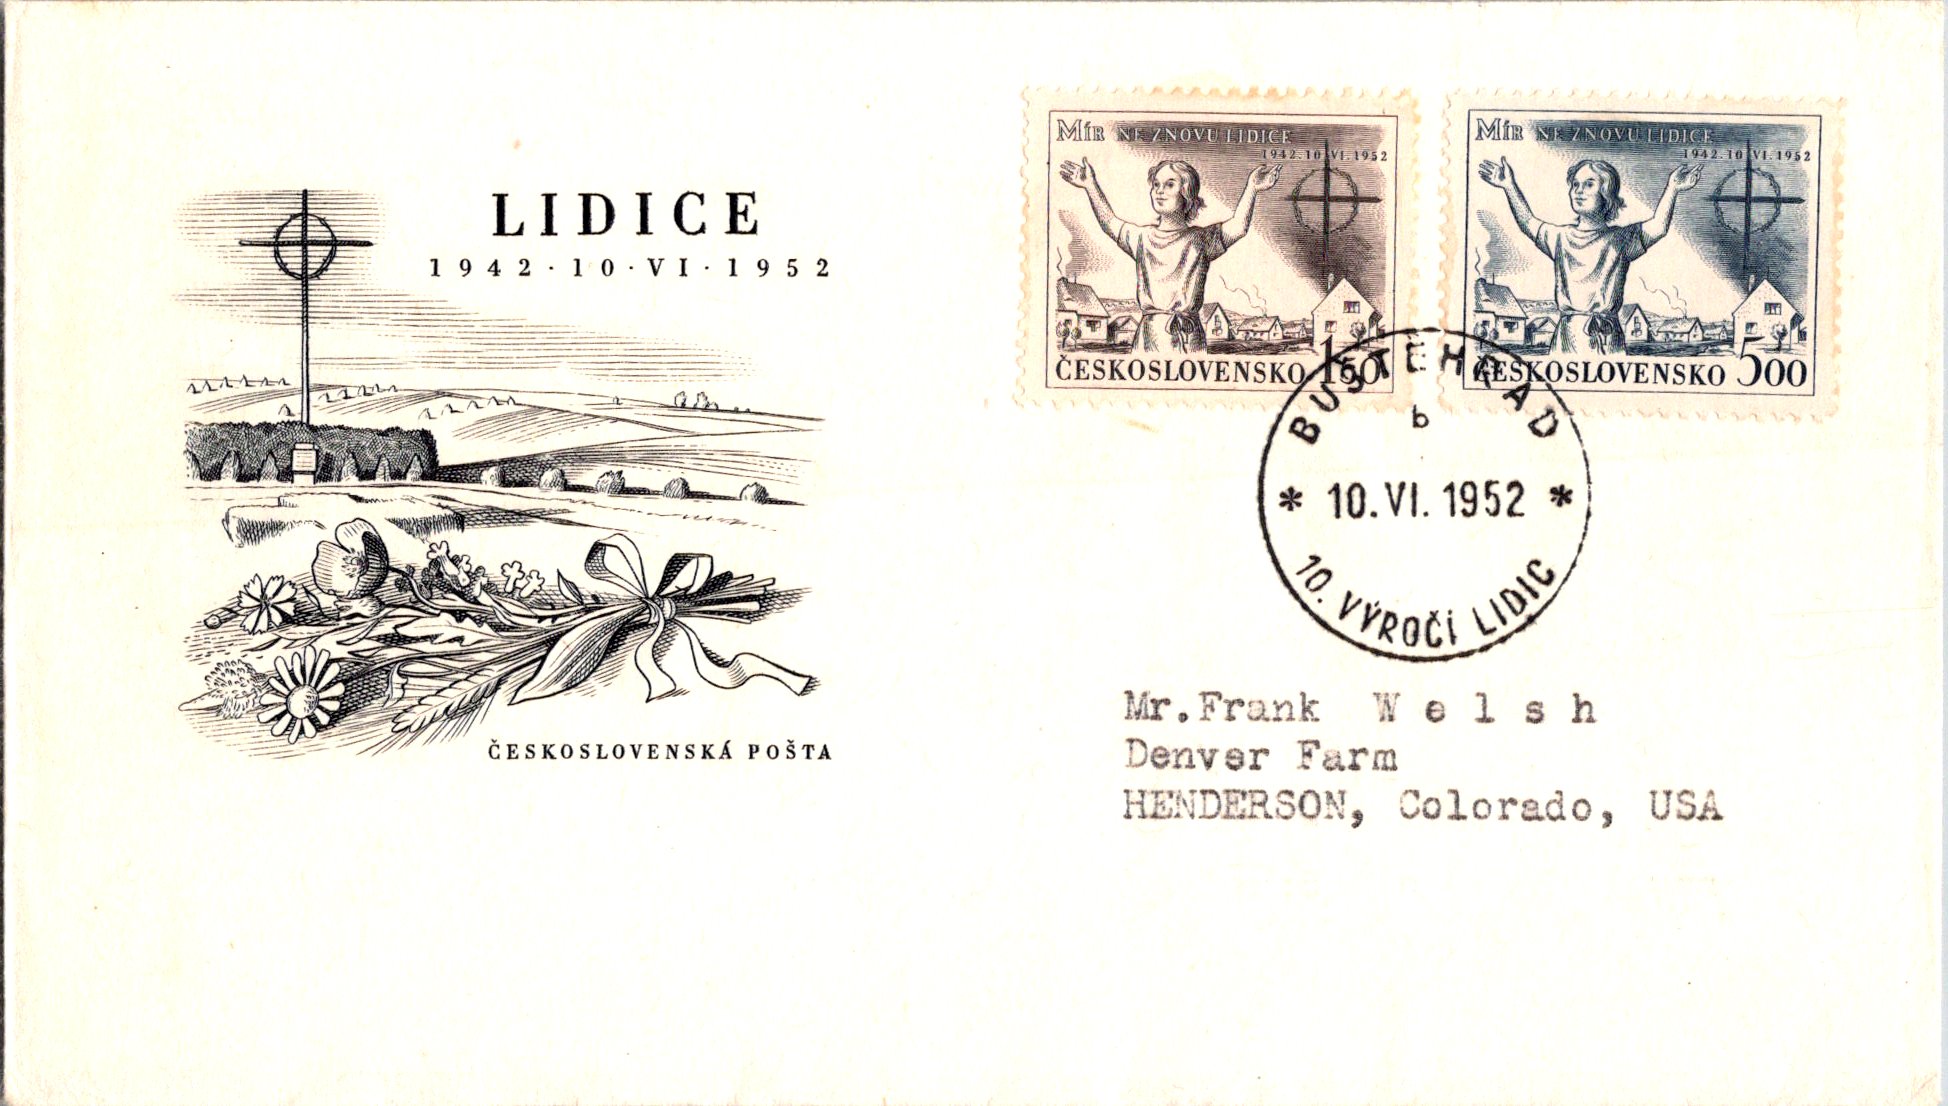 LIDICE
1942·10·VI·1952
ČESKOSLOVENSKÁ POŠTA
MÍR NE ZNOVU LIDICE
1942.10.VI.1952
ČESKOSLOVENSKO 1.50
MÍR NE ZNOVU LIDICE
1942.10.VI.1952
ČESKOSLOVENSKO 5.00
BUŠTĚHRAD
b
* 10.VI.1952 *
10. VÝROČÍ LIDIC
Mr.Frank W e l s h
Denver Farm
HENDERSON, Colorado, USA